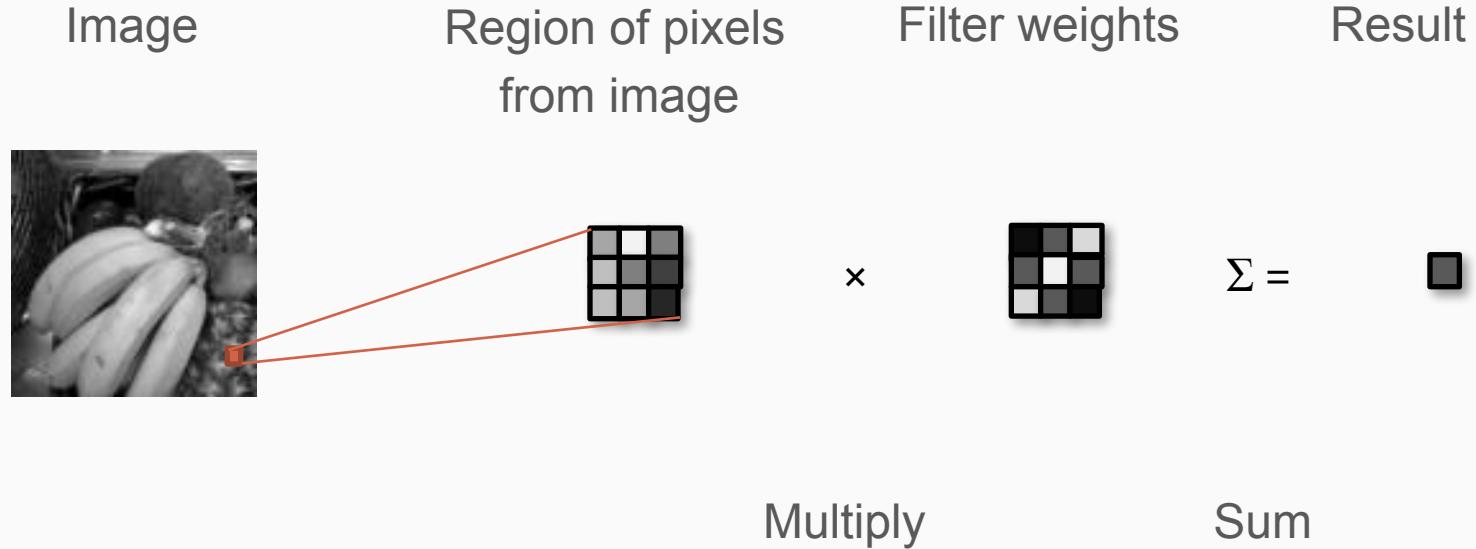 Image
Region of pixels
from image
Filter weights
Result
×
Σ =
Multiply
Sum